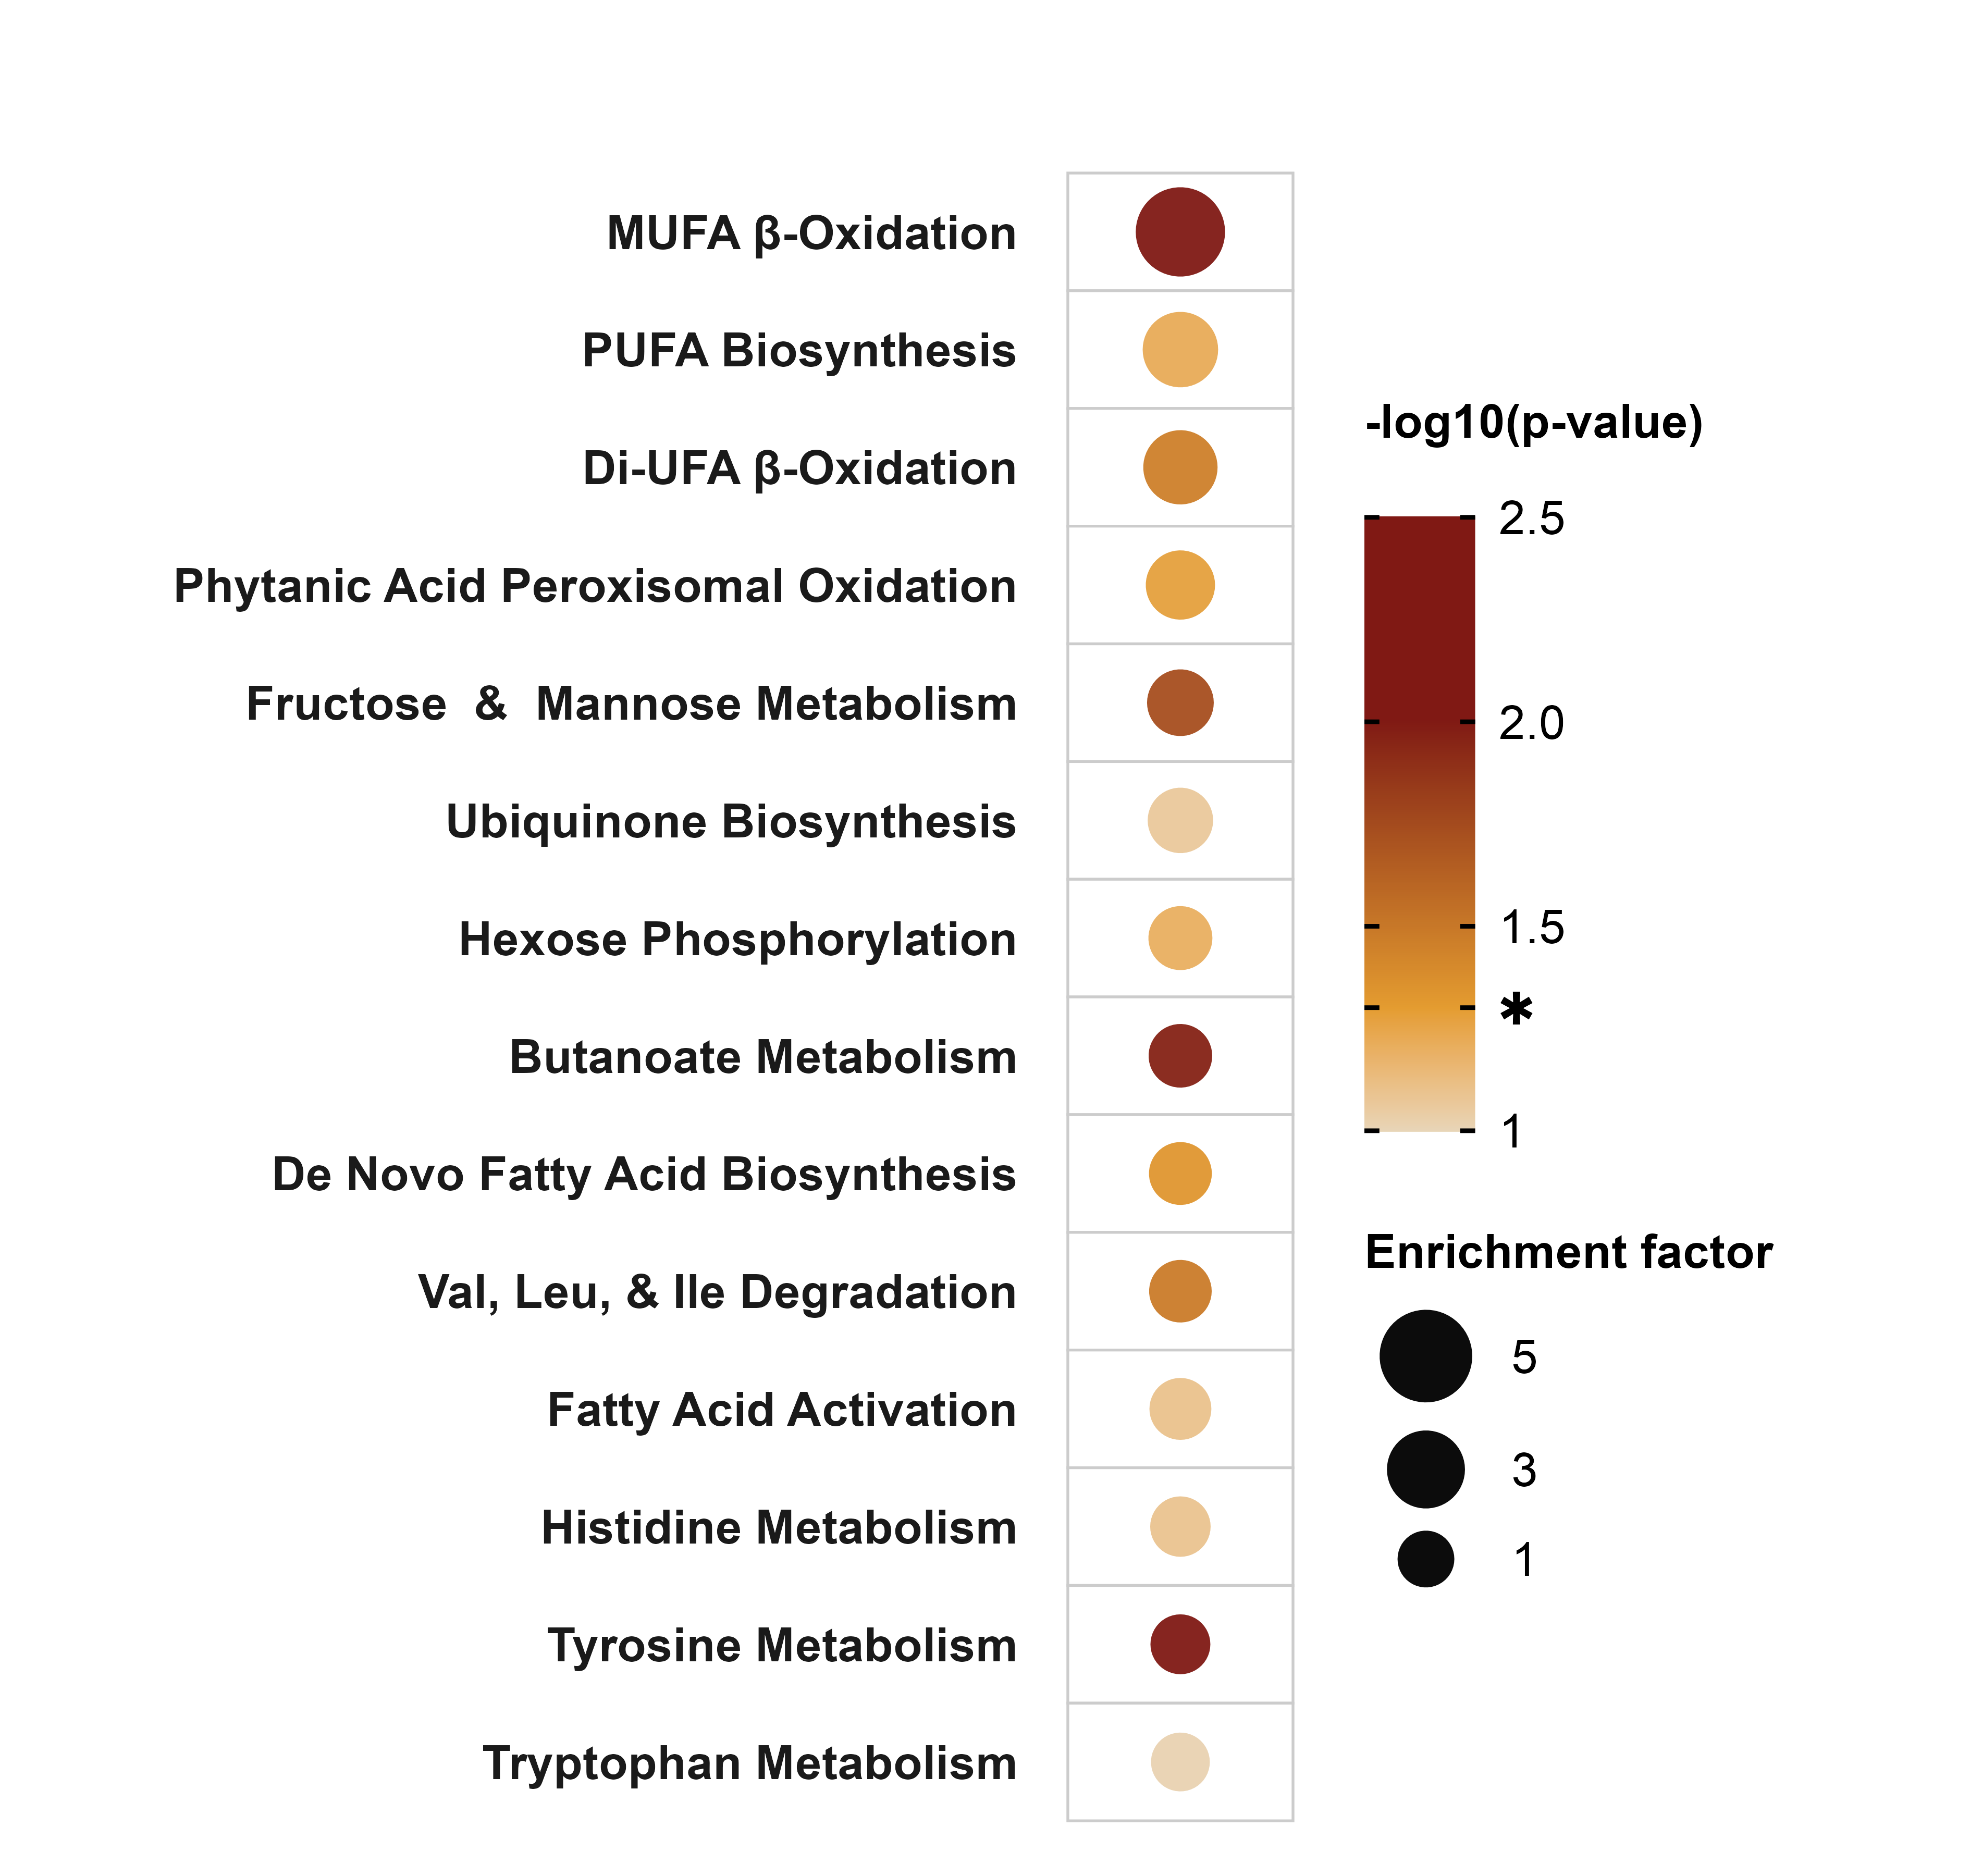 MUFA β-Oxidation
PUFA Biosynthesis
Di-UFA β-Oxidation
Phytanic Acid Peroxisomal Oxidation
Fructose & Mannose Metabolism
Ubiquinone Biosynthesis
Hexose Phosphorylation
Butanoate Metabolism
De Novo Fatty Acid Biosynthesis
Val, Leu, & Ile Degradation
Fatty Acid Activation
Histidine Metabolism
Tyrosine Metabolism
Tryptophan Metabolism
-log10(p-value)
2.5
2.0
1.5
*
1
Enrichment factor
5
3
1